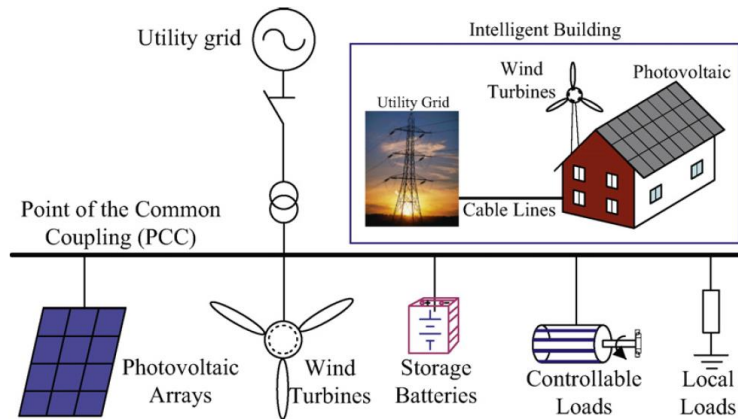 Utility grid
Intelligent Building
Wind
Turbines
Photovoltaic
Utility Grid
Cable Lines
Point of the Common
Coupling (PCC)
Photovoltaic
Arrays
Wind
Turbines
Storage
Batteries
Controllable
Loads
Local
Loads